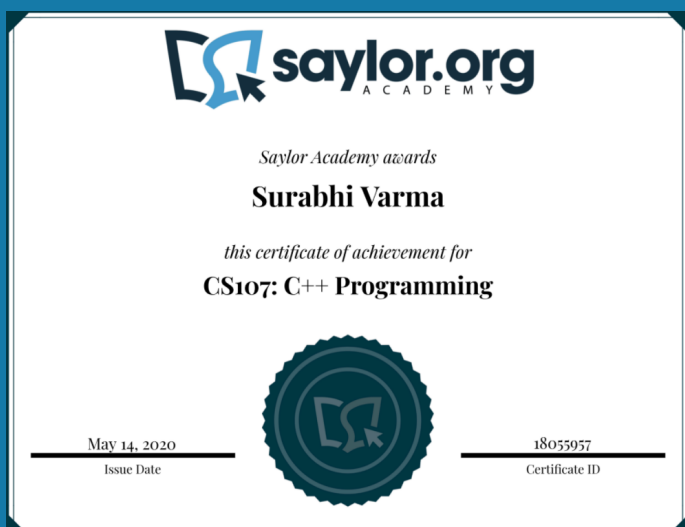 saylor.org
ACADEMY
Saylor Academy awards
Surabhi Varma
this certificate of achievement for
CS107: C++ Programming
May 14, 2020
Issue Date
18055957
Certificate ID